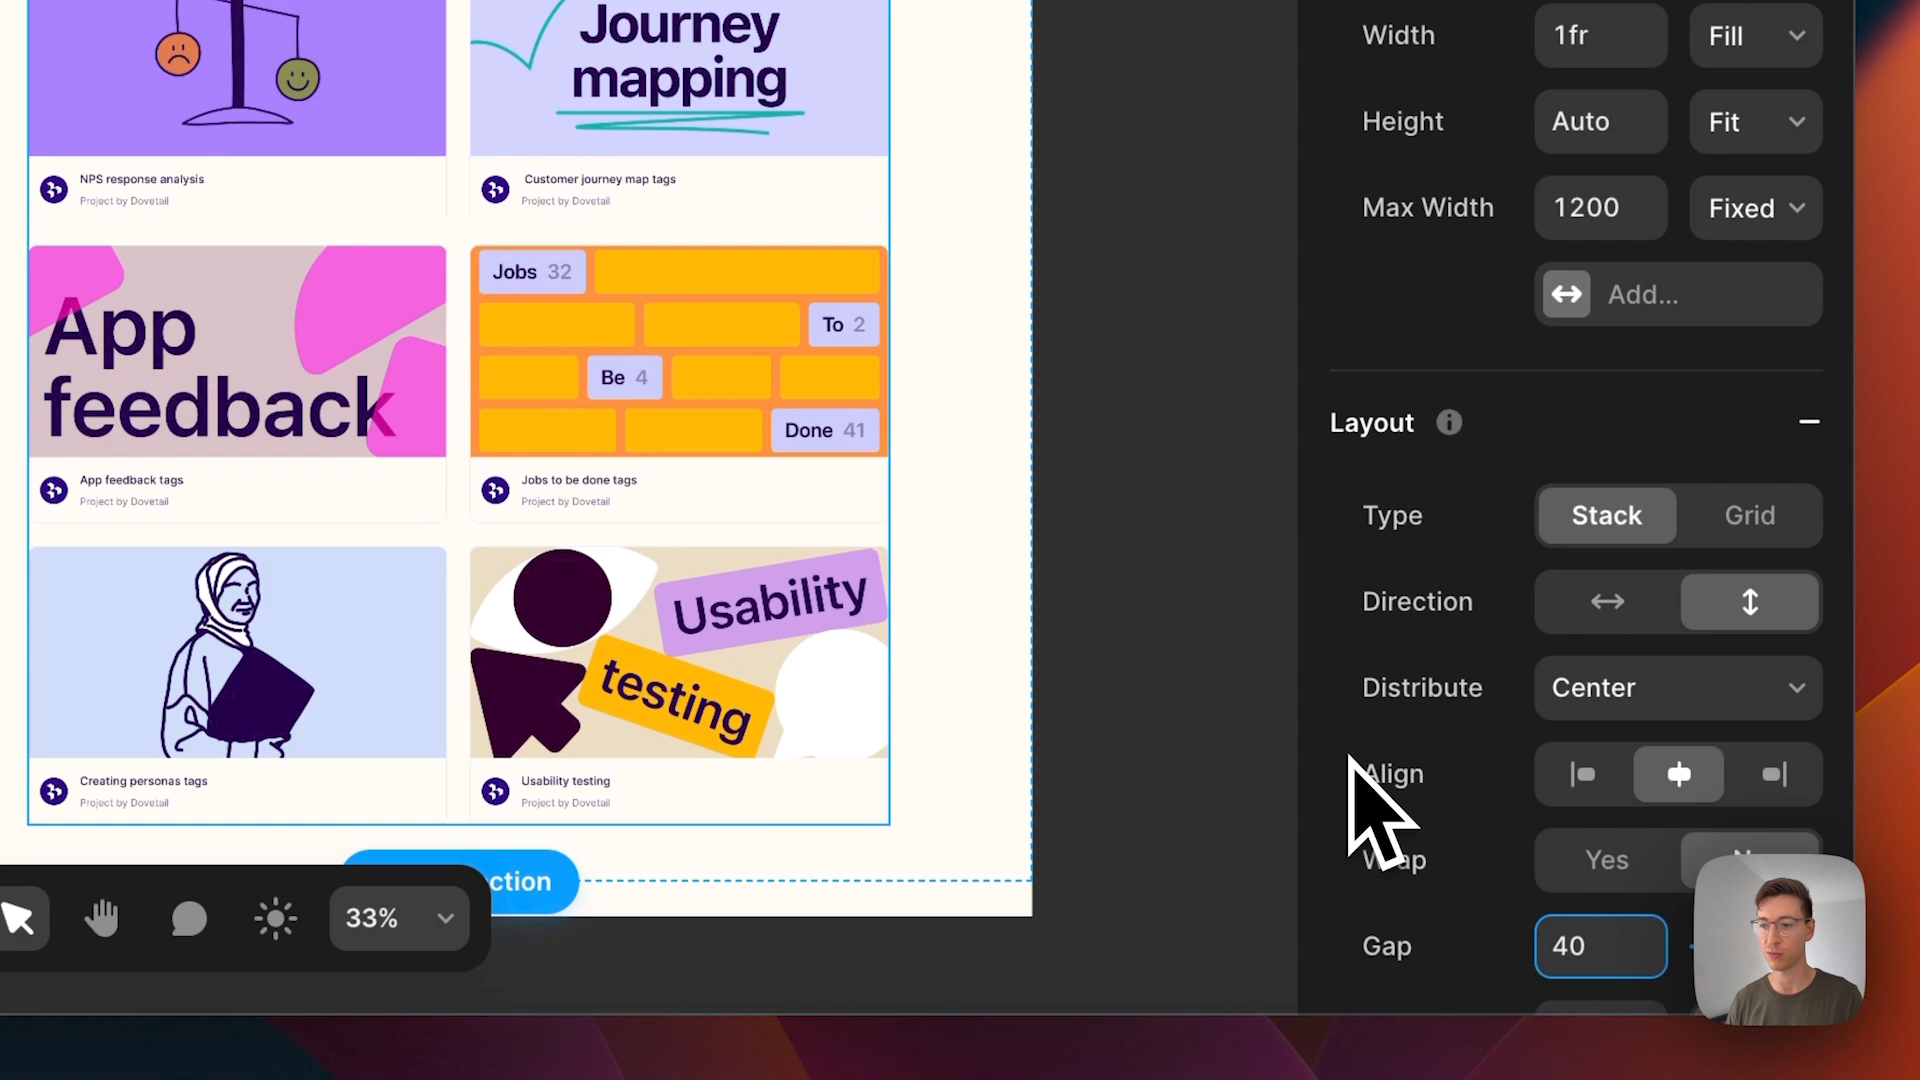 Journey
mapping
NPS response analysis
Project by Dovetail
Customer journey map tags
Project by Dovetail
App
feedback
Jobs 32
To 2
Be 4
Done 41
App feedback tags
Project by Dovetail
Jobs to be done tags
Project by Dovetail
Usability
testing
Creating personas tags
Project by Dovetail
Usability testing
Project by Dovetail
ction
33%
Width 1fr Fill
Height Auto Fit
Max Width 1200 Fixed
Add...
Layout
Type Stack Grid
Direction
Distribute Center
Align
Wrap Yes
Gap 40